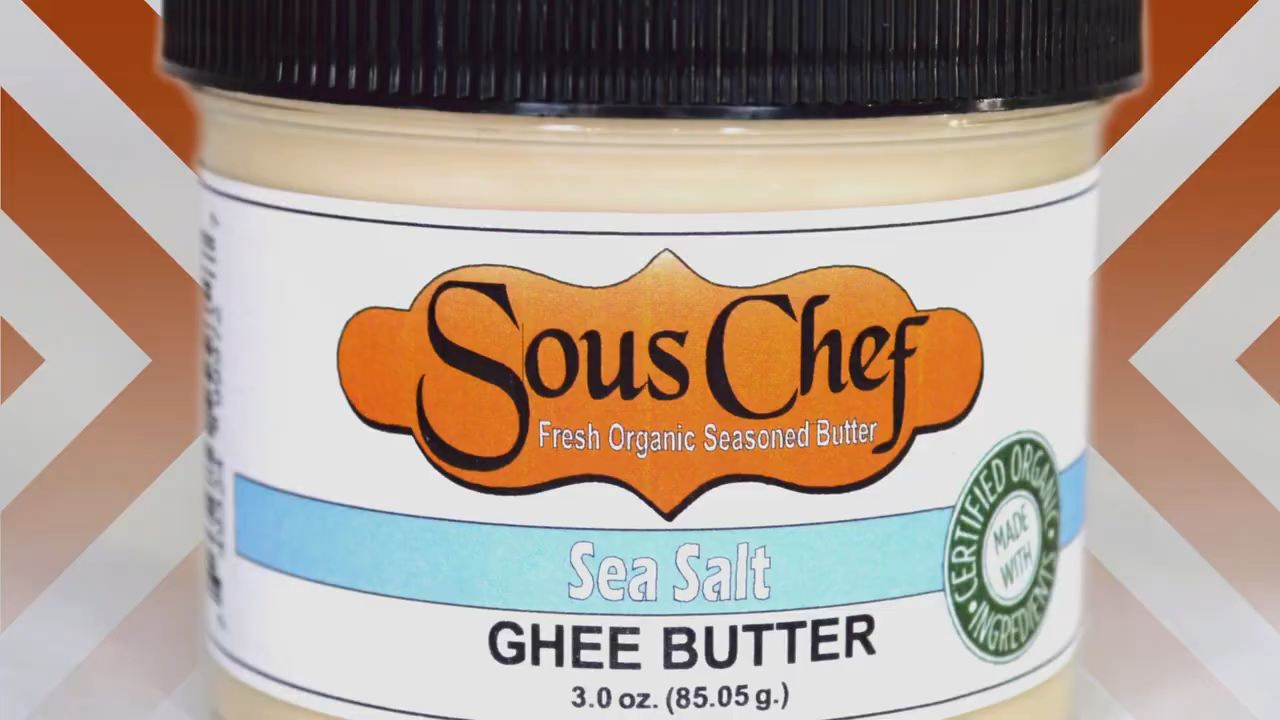 Sous Chef
Fresh Organic Seasoned Butter
Sea Salt
GHEE BUTTER
3.0 oz. (85.05 g.)
• CERTIFIED ORGANIC •
INGREDIENTS
MADE
WITH